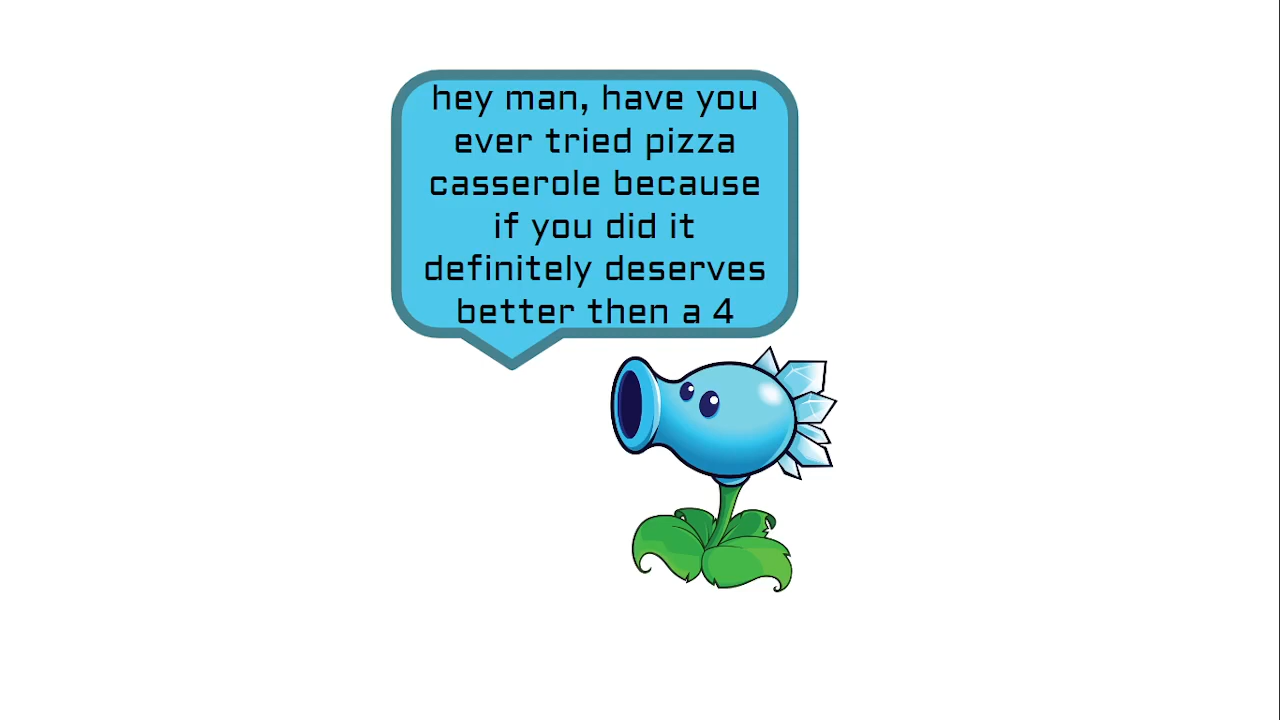 hey man, have you
ever tried pizza
casserole because
if you did it
definitely deserves
better then a 4